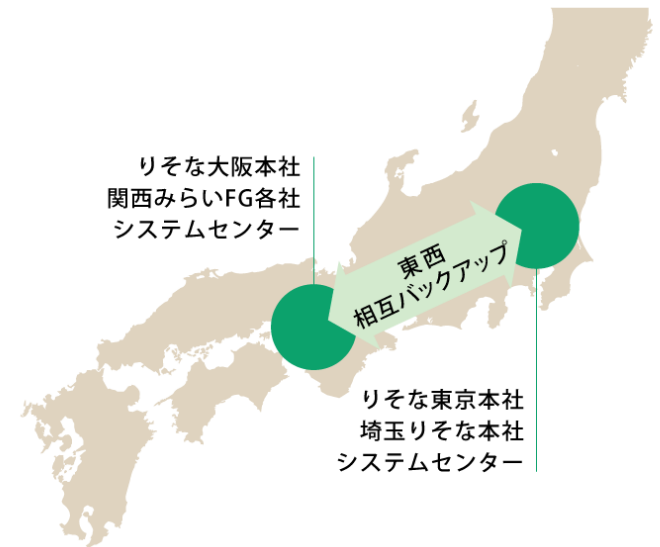 りそな大阪本社
関西みらいFG各社
システムセンター
東西
相互バックアップ
りそな東京本社
埼玉りそな本社
システムセンター